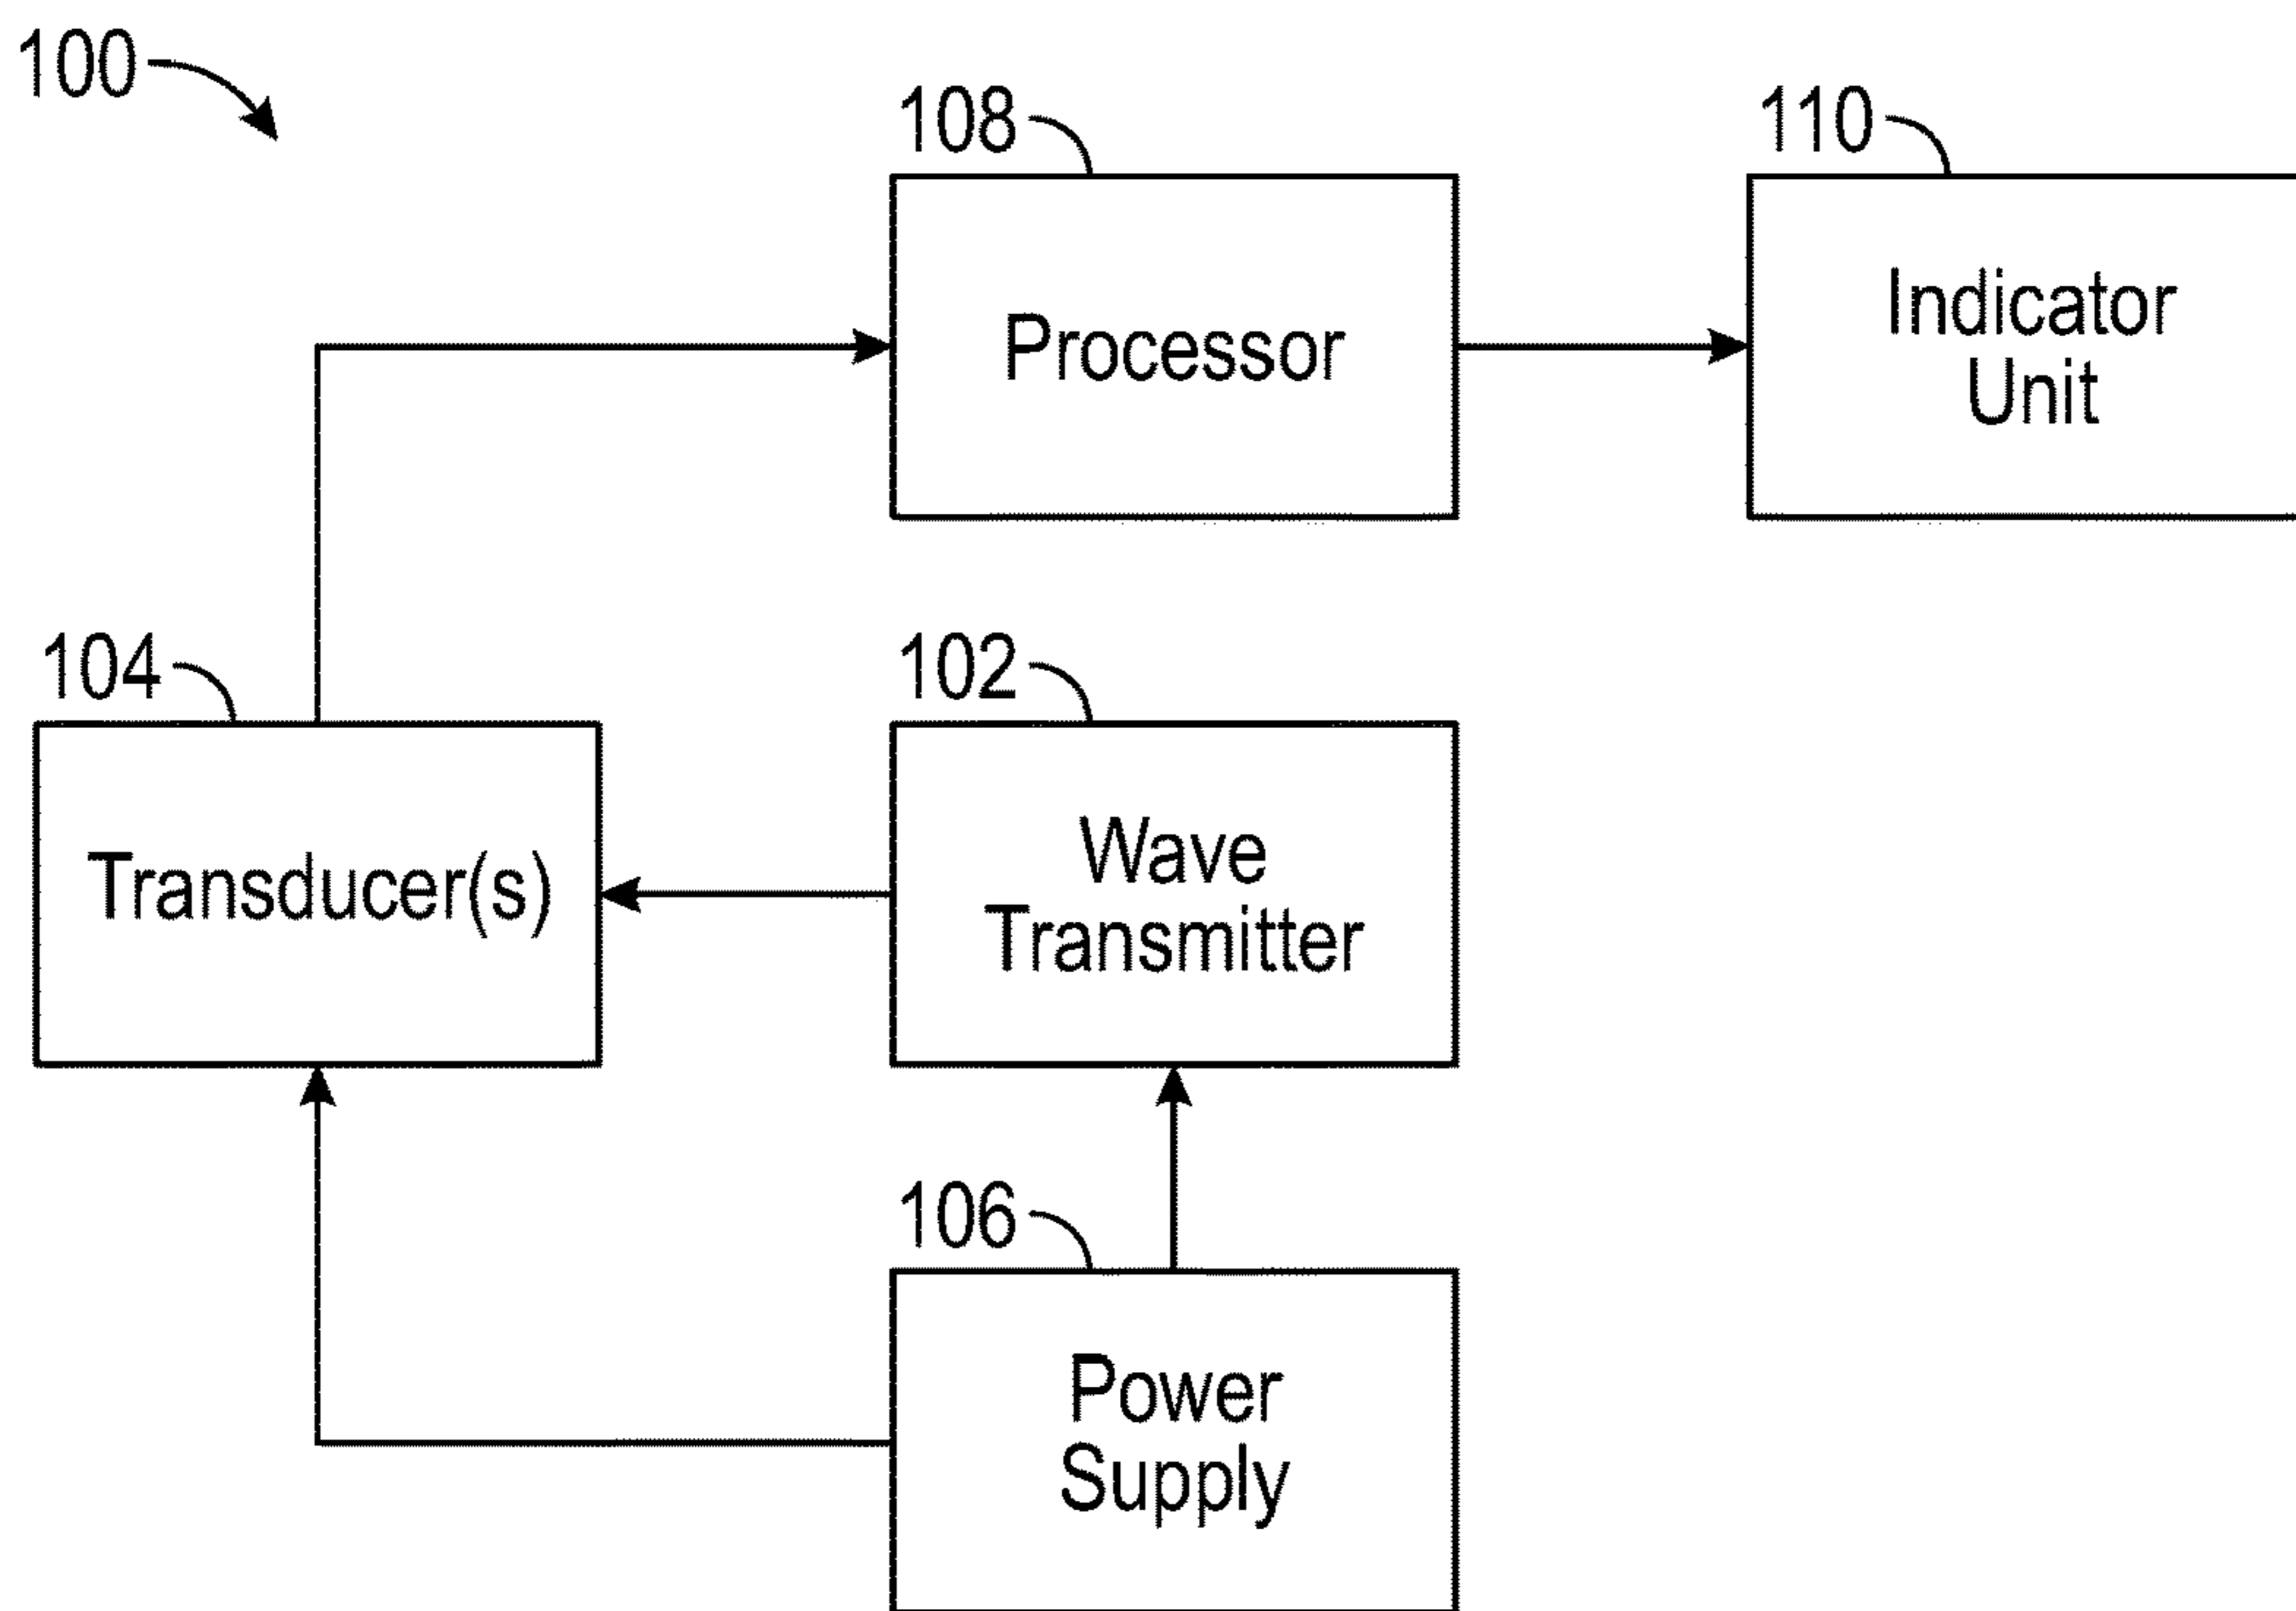 100
108
110
Processor
Indicator
Unit
104
102
Transducer(s)
Wave
Transmitter
106
Power
Supply